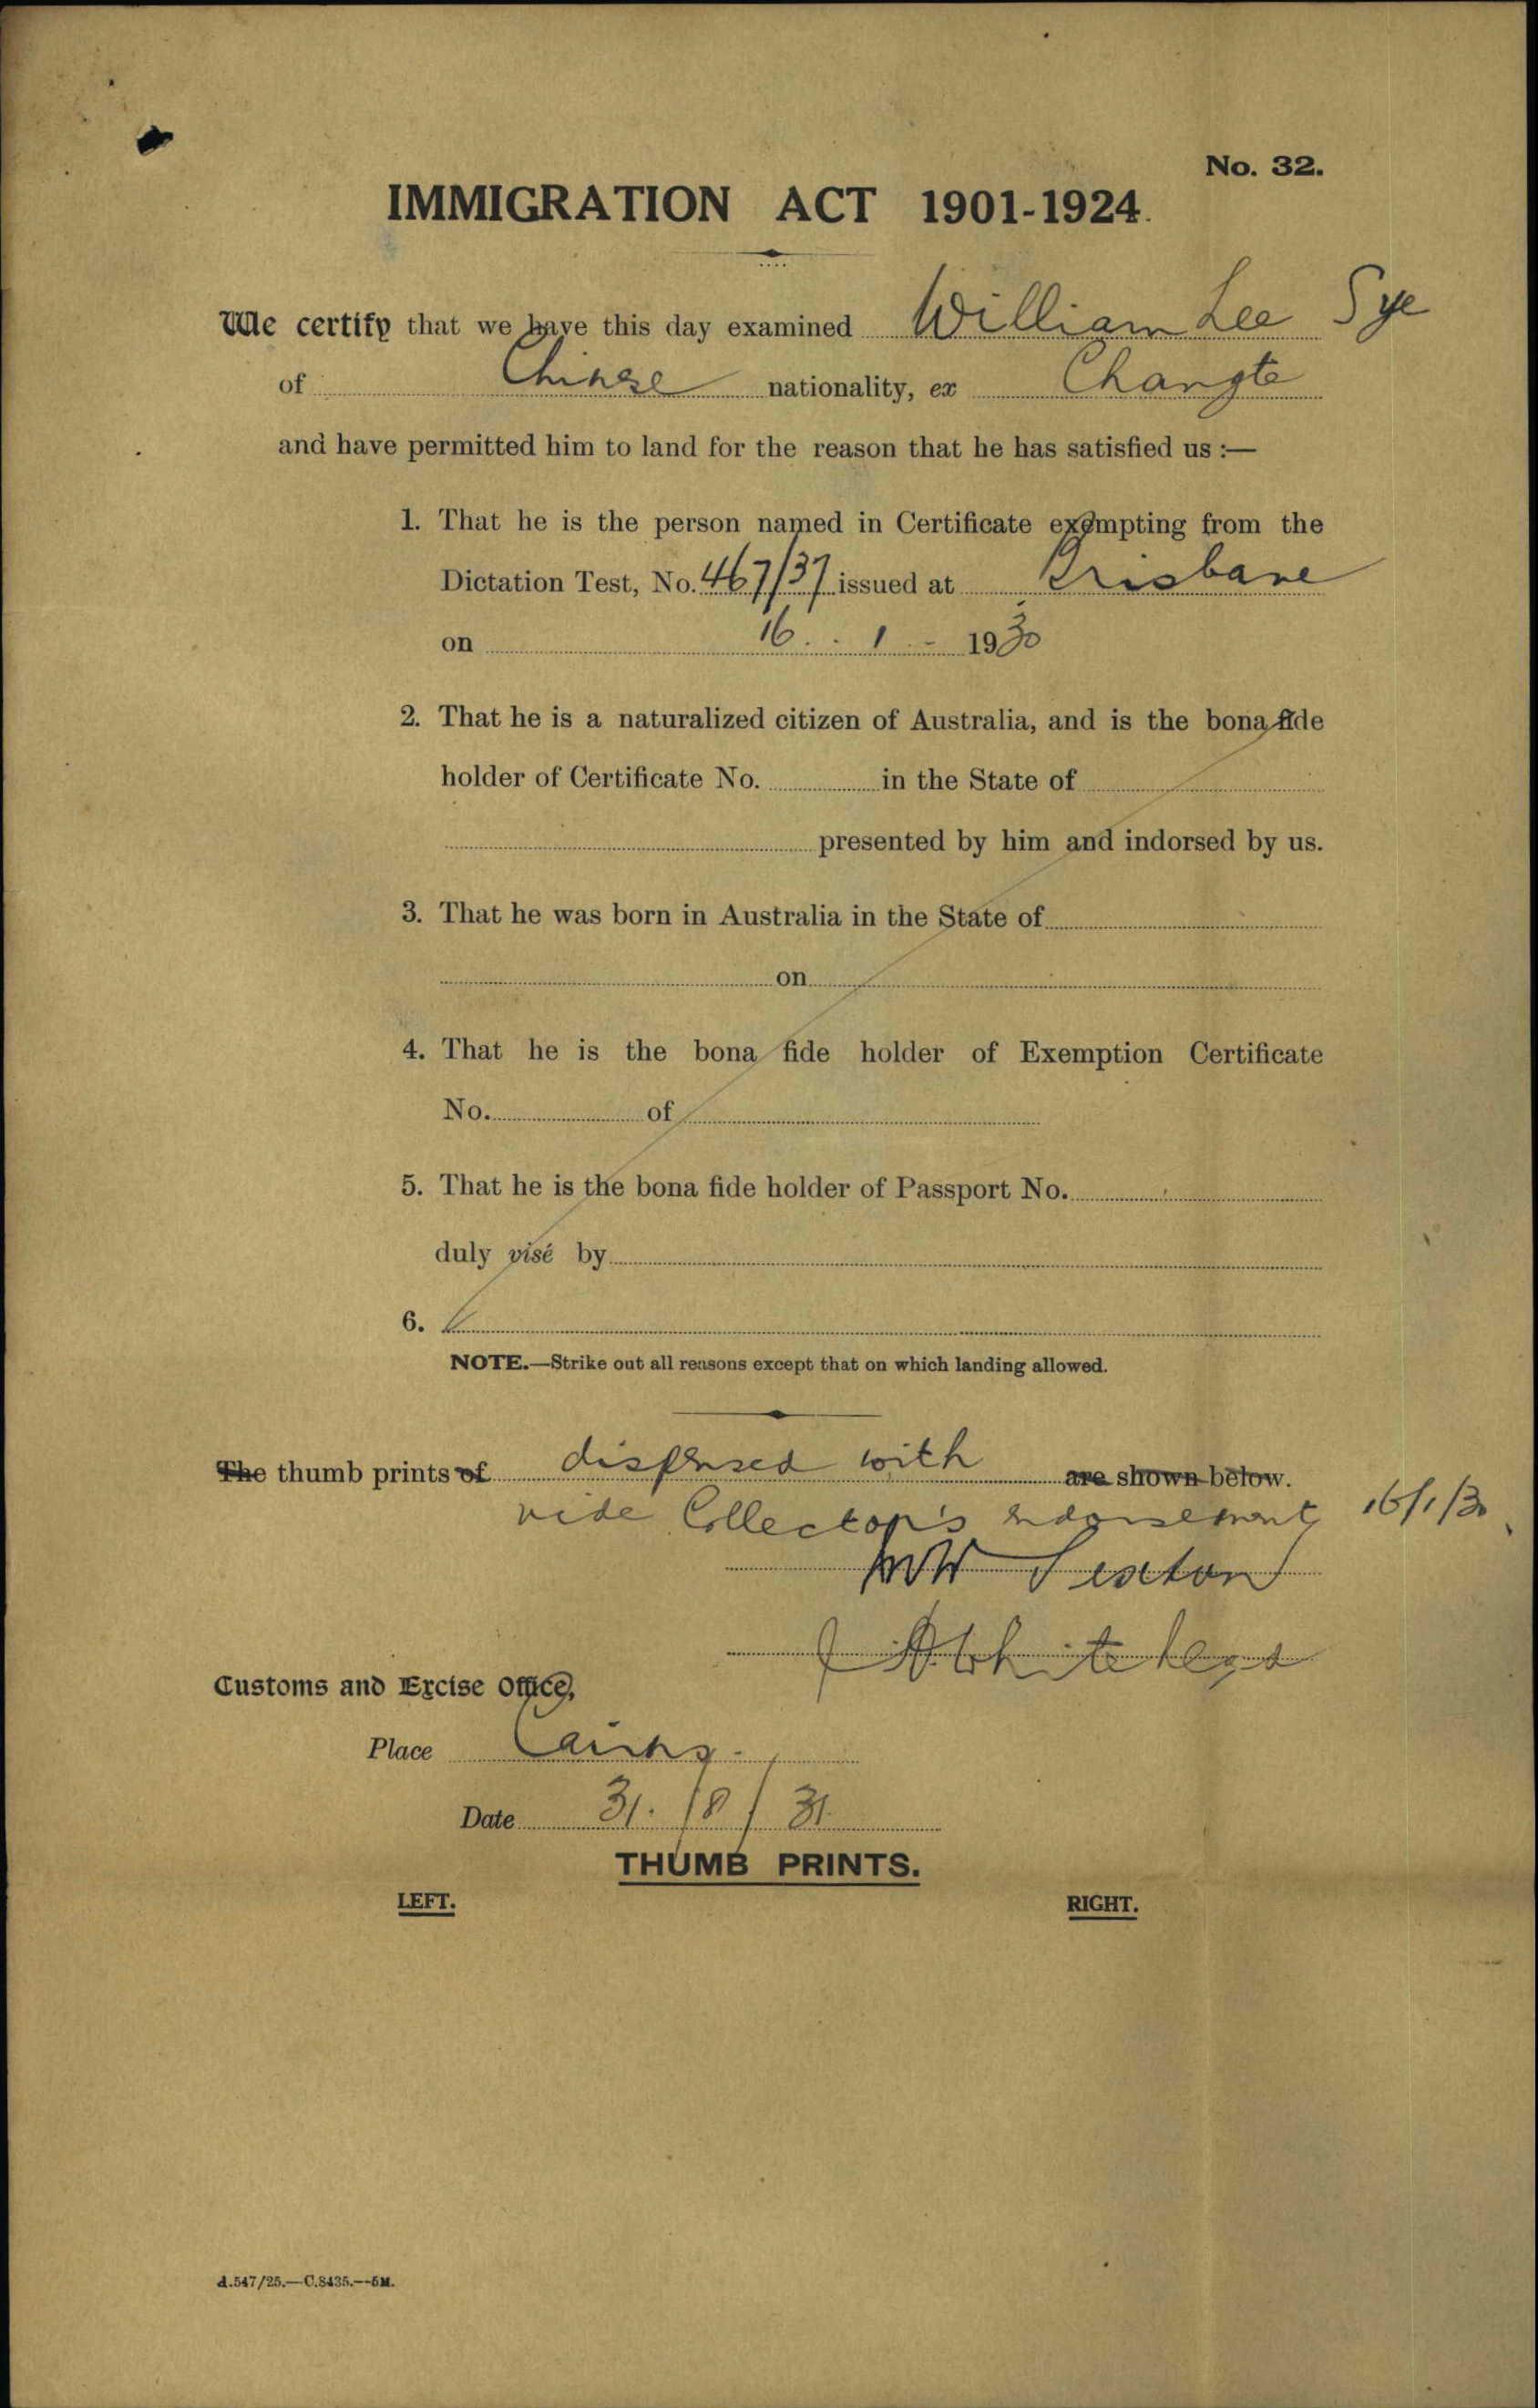 No. 32.
IMMIGRATION ACT 1901-1924.
We certify that we have this day examined William Lee Sye
of Chinese nationality, ex Changte
and have permitted him to land for the reason that he has satisfied us :—
1. That he is the person named in Certificate exempting from the
Dictation Test, No. 467/37 issued at Brisbane
on 16 . 1 - 1930
2. That he is a naturalized citizen of Australia, and is the bona fide
holder of Certificate No. in the State of
presented by him and indorsed by us.
3. That he was born in Australia in the State of
on
4. That he is the bona fide holder of Exemption Certificate
No. of
5. That he is the bona fide holder of Passport No.
duly visé by
6.
NOTE.—Strike out all reasons except that on which landing allowed.
The thumb prints of dispensed with are shown below.
vide Collector's endorsement 16/1/30
Sexton
Customs and Excise Office,
Place Cairns.
Date 31. /8/ 31
THUMB PRINTS.
LEFT. RIGHT.
A.547/25.—C.8435.—5M.